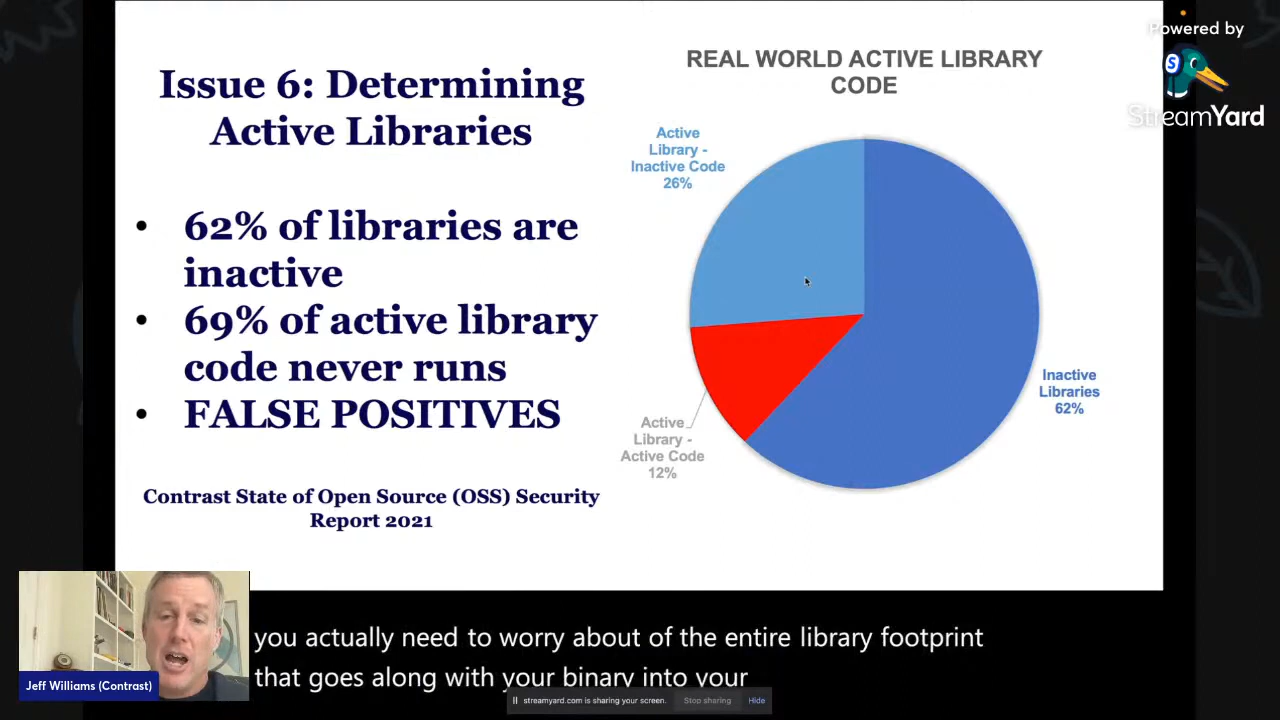 Powered by
StreamYard
Issue 6: Determining
Active Libraries
• 62% of libraries are
inactive
• 69% of active library
code never runs
• FALSE POSITIVES
Contrast State of Open Source (OSS) Security
Report 2021
REAL WORLD ACTIVE LIBRARY
CODE
Active
Library -
Inactive Code
26%
Inactive
Libraries
62%
Active
Library -
Active Code
12%
you actually need to worry about of the entire library footprint
that goes along with your binary into your
Jeff Williams (Contrast)
streamyard.com is sharing your screen.
Stop sharing
Hide